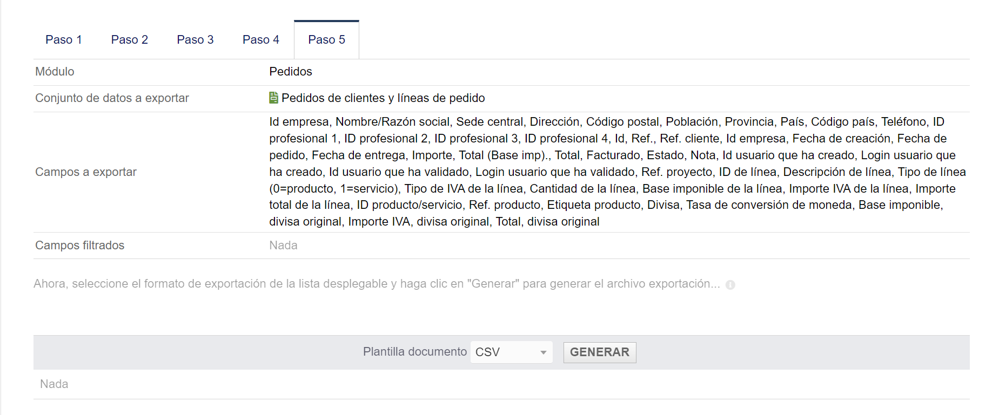 Paso 1 Paso 2 Paso 3 Paso 4 Paso 5
Módulo Pedidos
Conjunto de datos a exportar Pedidos de clientes y líneas de pedido
Campos a exportar
Id empresa, Nombre/Razón social, Sede central, Dirección, Código postal, Población, Provincia, País, Código país, Teléfono, ID
profesional 1, ID profesional 2, ID profesional 3, ID profesional 4, Id, Ref., Ref. cliente, Id empresa, Fecha de creación, Fecha de
pedido, Fecha de entrega, Importe, Total (Base imp)., Total, Facturado, Estado, Nota, Id usuario que ha creado, Login usuario que
ha creado, Id usuario que ha validado, Login usuario que ha validado, Ref. proyecto, ID de línea, Descripción de línea, Tipo de línea
(0=producto, 1=servicio), Tipo de IVA de la línea, Cantidad de la línea, Base imponible de la línea, Importe IVA de la línea, Importe
total de la línea, ID producto/servicio, Ref. producto, Etiqueta producto, Divisa, Tasa de conversión de moneda, Base imponible,
divisa original, Importe IVA, divisa original, Total, divisa original
Campos filtrados Nada
Ahora, seleccione el formato de exportación de la lista desplegable y haga clic en "Generar" para generar el archivo exportación...
Plantilla documento CSV GENERAR
Nada